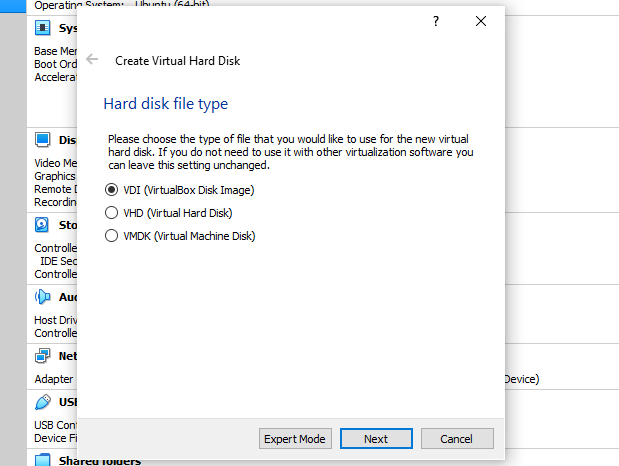 Operating System: Ubuntu (64-bit)
?
Sys
Create Virtual Hard Disk
Base Mer
Boot Ord
Accelerat
Hard disk file type
Please choose the type of file that you would like to use for the new virtual
hard disk. If you do not need to use it with other virtualization software you
can leave this setting unchanged.
VDI (VirtualBox Disk Image)
VHD (Virtual Hard Disk)
VMDK (Virtual Machine Disk)
Dis
Video Me
Graphics
Remote D
Recording
Sto
Controlle
IDE Sec
Controlle
Aud
Host Driv
Controlle
Net
Adapter
Device)
USB
USB Cont
Device Fi
Expert Mode
Next
Cancel
Shared folders